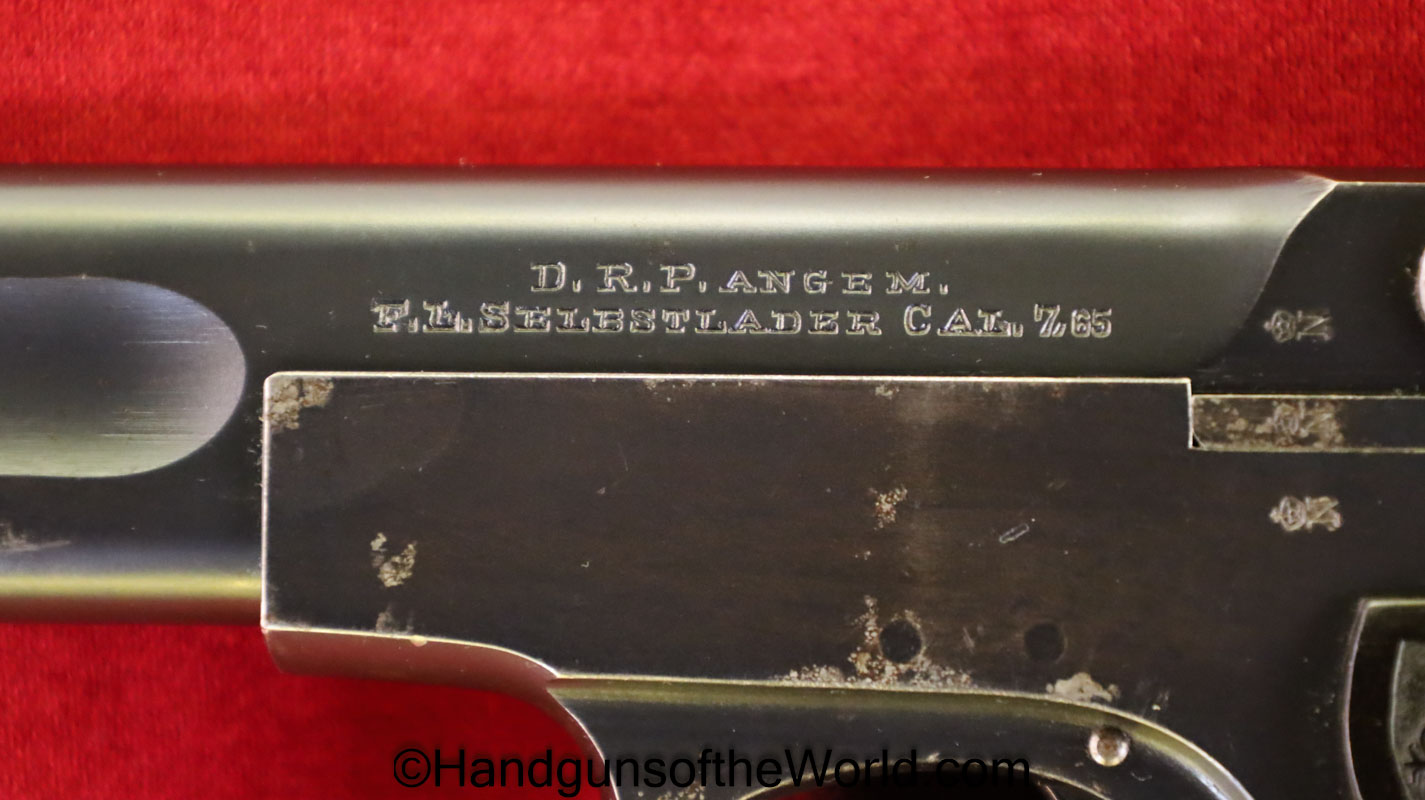 D.R.P. ANGEM.
F.L. SELBSTLADER CAL. 7,65
N
N
N
©HandgunsoftheWorld.com